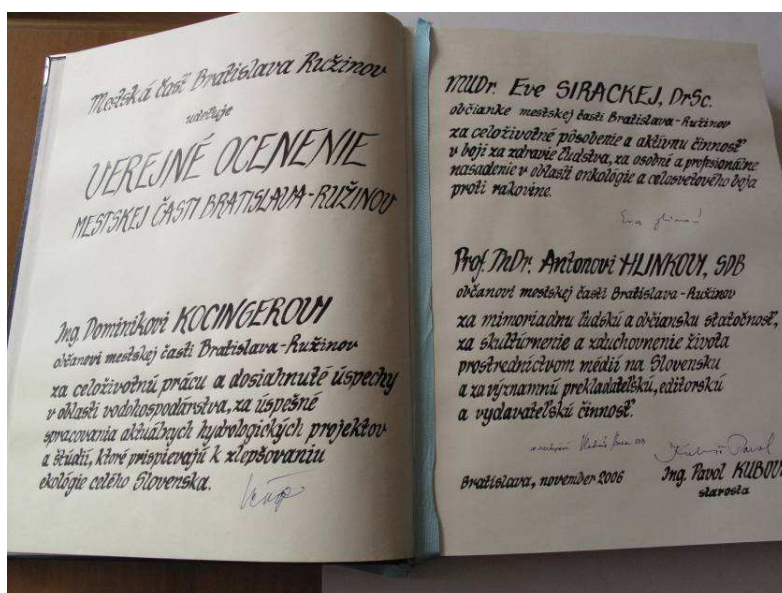 Mestská časť Bratislava Ružinov
udeľuje
VEREJNÉ OCENENIE
MESTSKEJ ČASTI BRATISLAVA-RUŽINOV
Ing. Dominikovi KOCINGEROVI
občanovi mestskej časti Bratislava-Ružinov
za celoživotnú prácu a dosiahnuté úspechy
v oblasti vodohospodárstva, za úspešné
spracovania aktuálnych hydrologických projektov
a štúdií, ktoré prispievajú k zlepšovaniu
ekológie celého Slovenska.
MUDr. Eve SIRACKEJ, DrSc.
občianke mestskej časti Bratislava-Ružinov
za celoživotné pôsobenie a aktívnu činnosť
v boji za zdravie ľudstva, za osobné a profesionálne
nasadenie v oblasti onkológie a celosvetového boja
proti rakovine.
Eva
Prof. ThDr. Antonovi HLINKOVI, SDB
občanovi mestskej časti Bratislava-Ružinov
za mimoriadnu ľudskú a občiansku statočnosť,
za skultúrnenie a zduchovnenie života
prostredníctvom médií na Slovensku
a za významnú prekladateľskú, editorskú
a vydavateľskú činnosť.
Pavol
Bratislava, november 2006
Ing. Pavol KUBOV
starosta